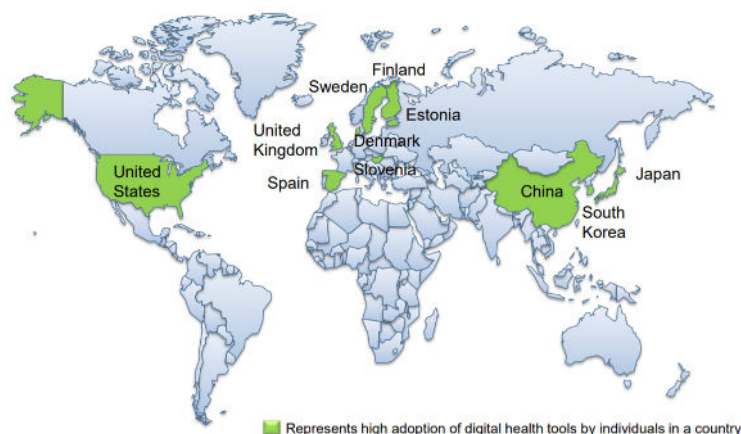 Finland
Sweden
Estonia
United
Kingdom
Denmark
Slovenia
Spain
United
States
China
Japan
South
Korea
Represents high adoption of digital health tools by individuals in a country